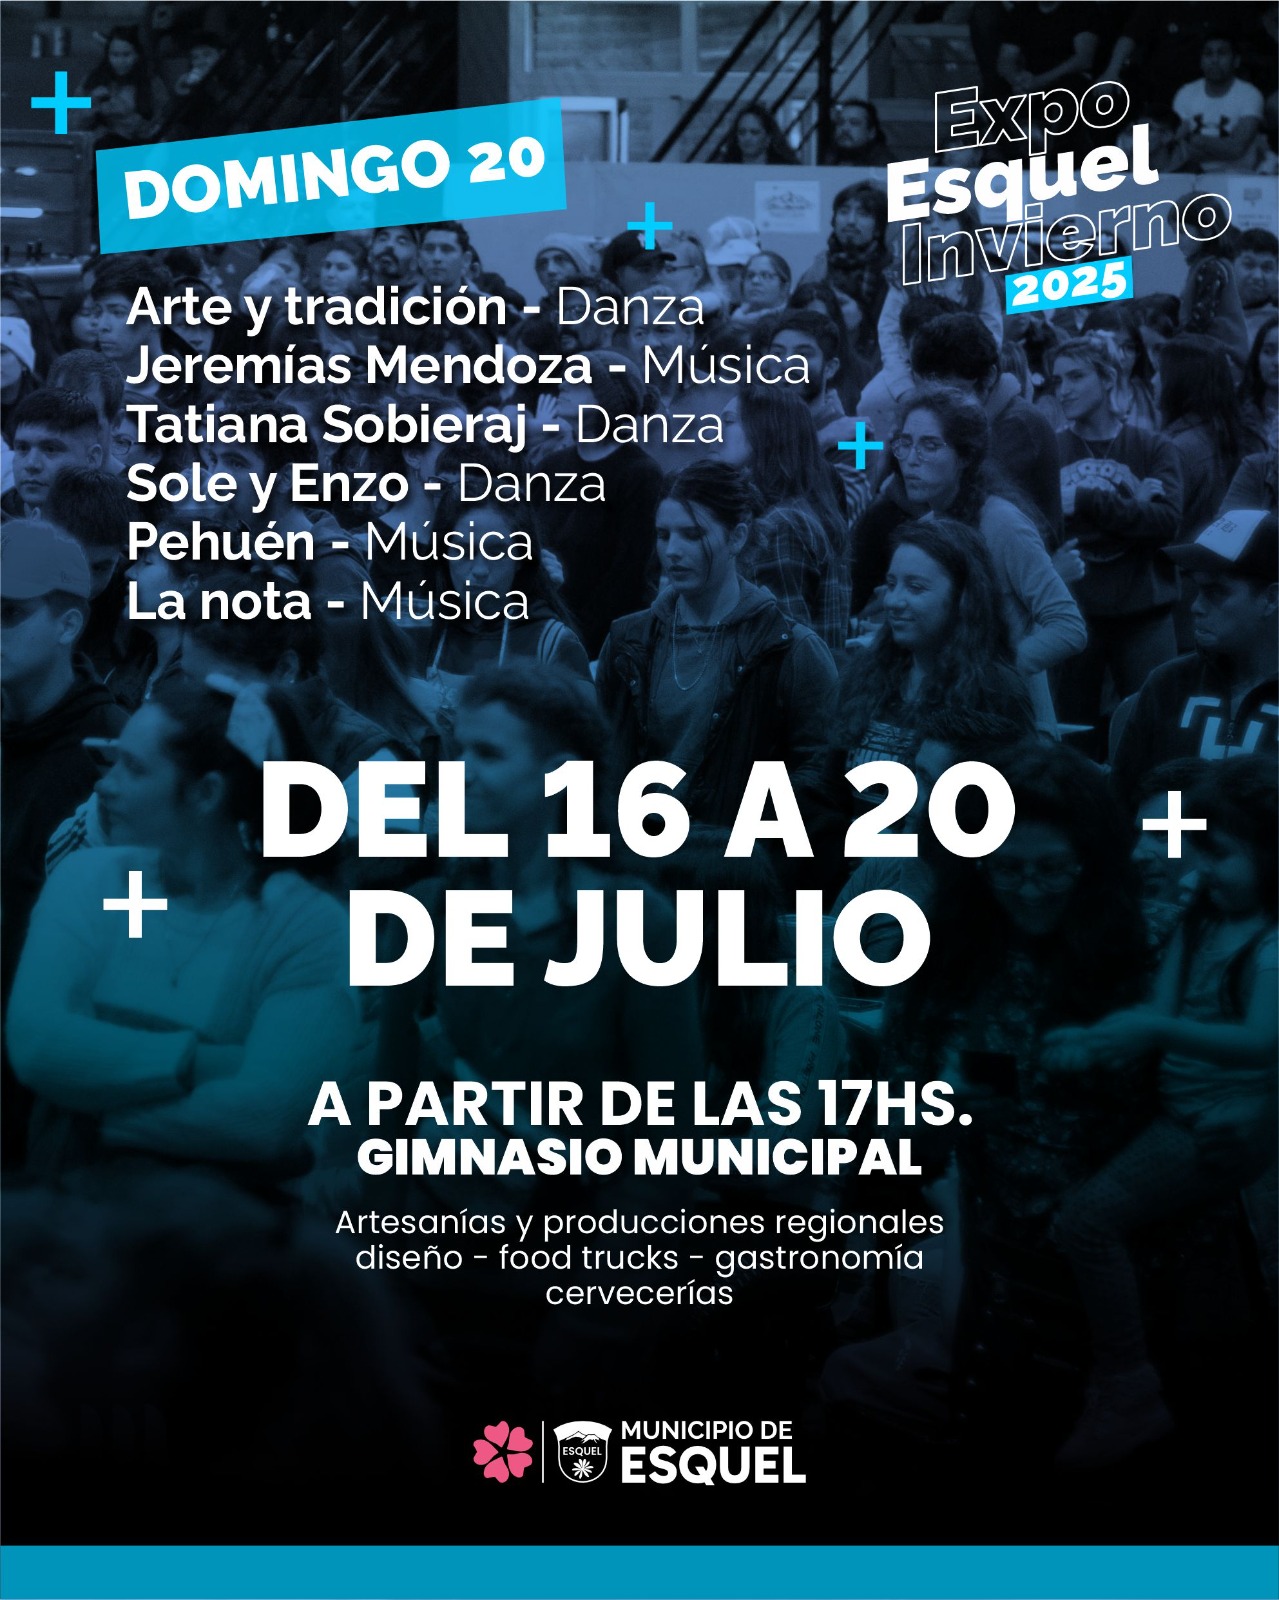 DOMINGO 20
Expo
Esquel
Invierno
2025
Arte y tradición - Danza
Jeremías Mendoza - Música
Tatiana Sobieraj - Danza
Sole y Enzo - Danza
Pehuén - Música
La nota - Música
DEL 16 A 20
DE JULIO
A PARTIR DE LAS 17HS.
GIMNASIO MUNICIPAL
Artesanías y producciones regionales
diseño - food trucks - gastronomía
cervecerías
ESQUEL
MUNICIPIO DE
ESQUEL